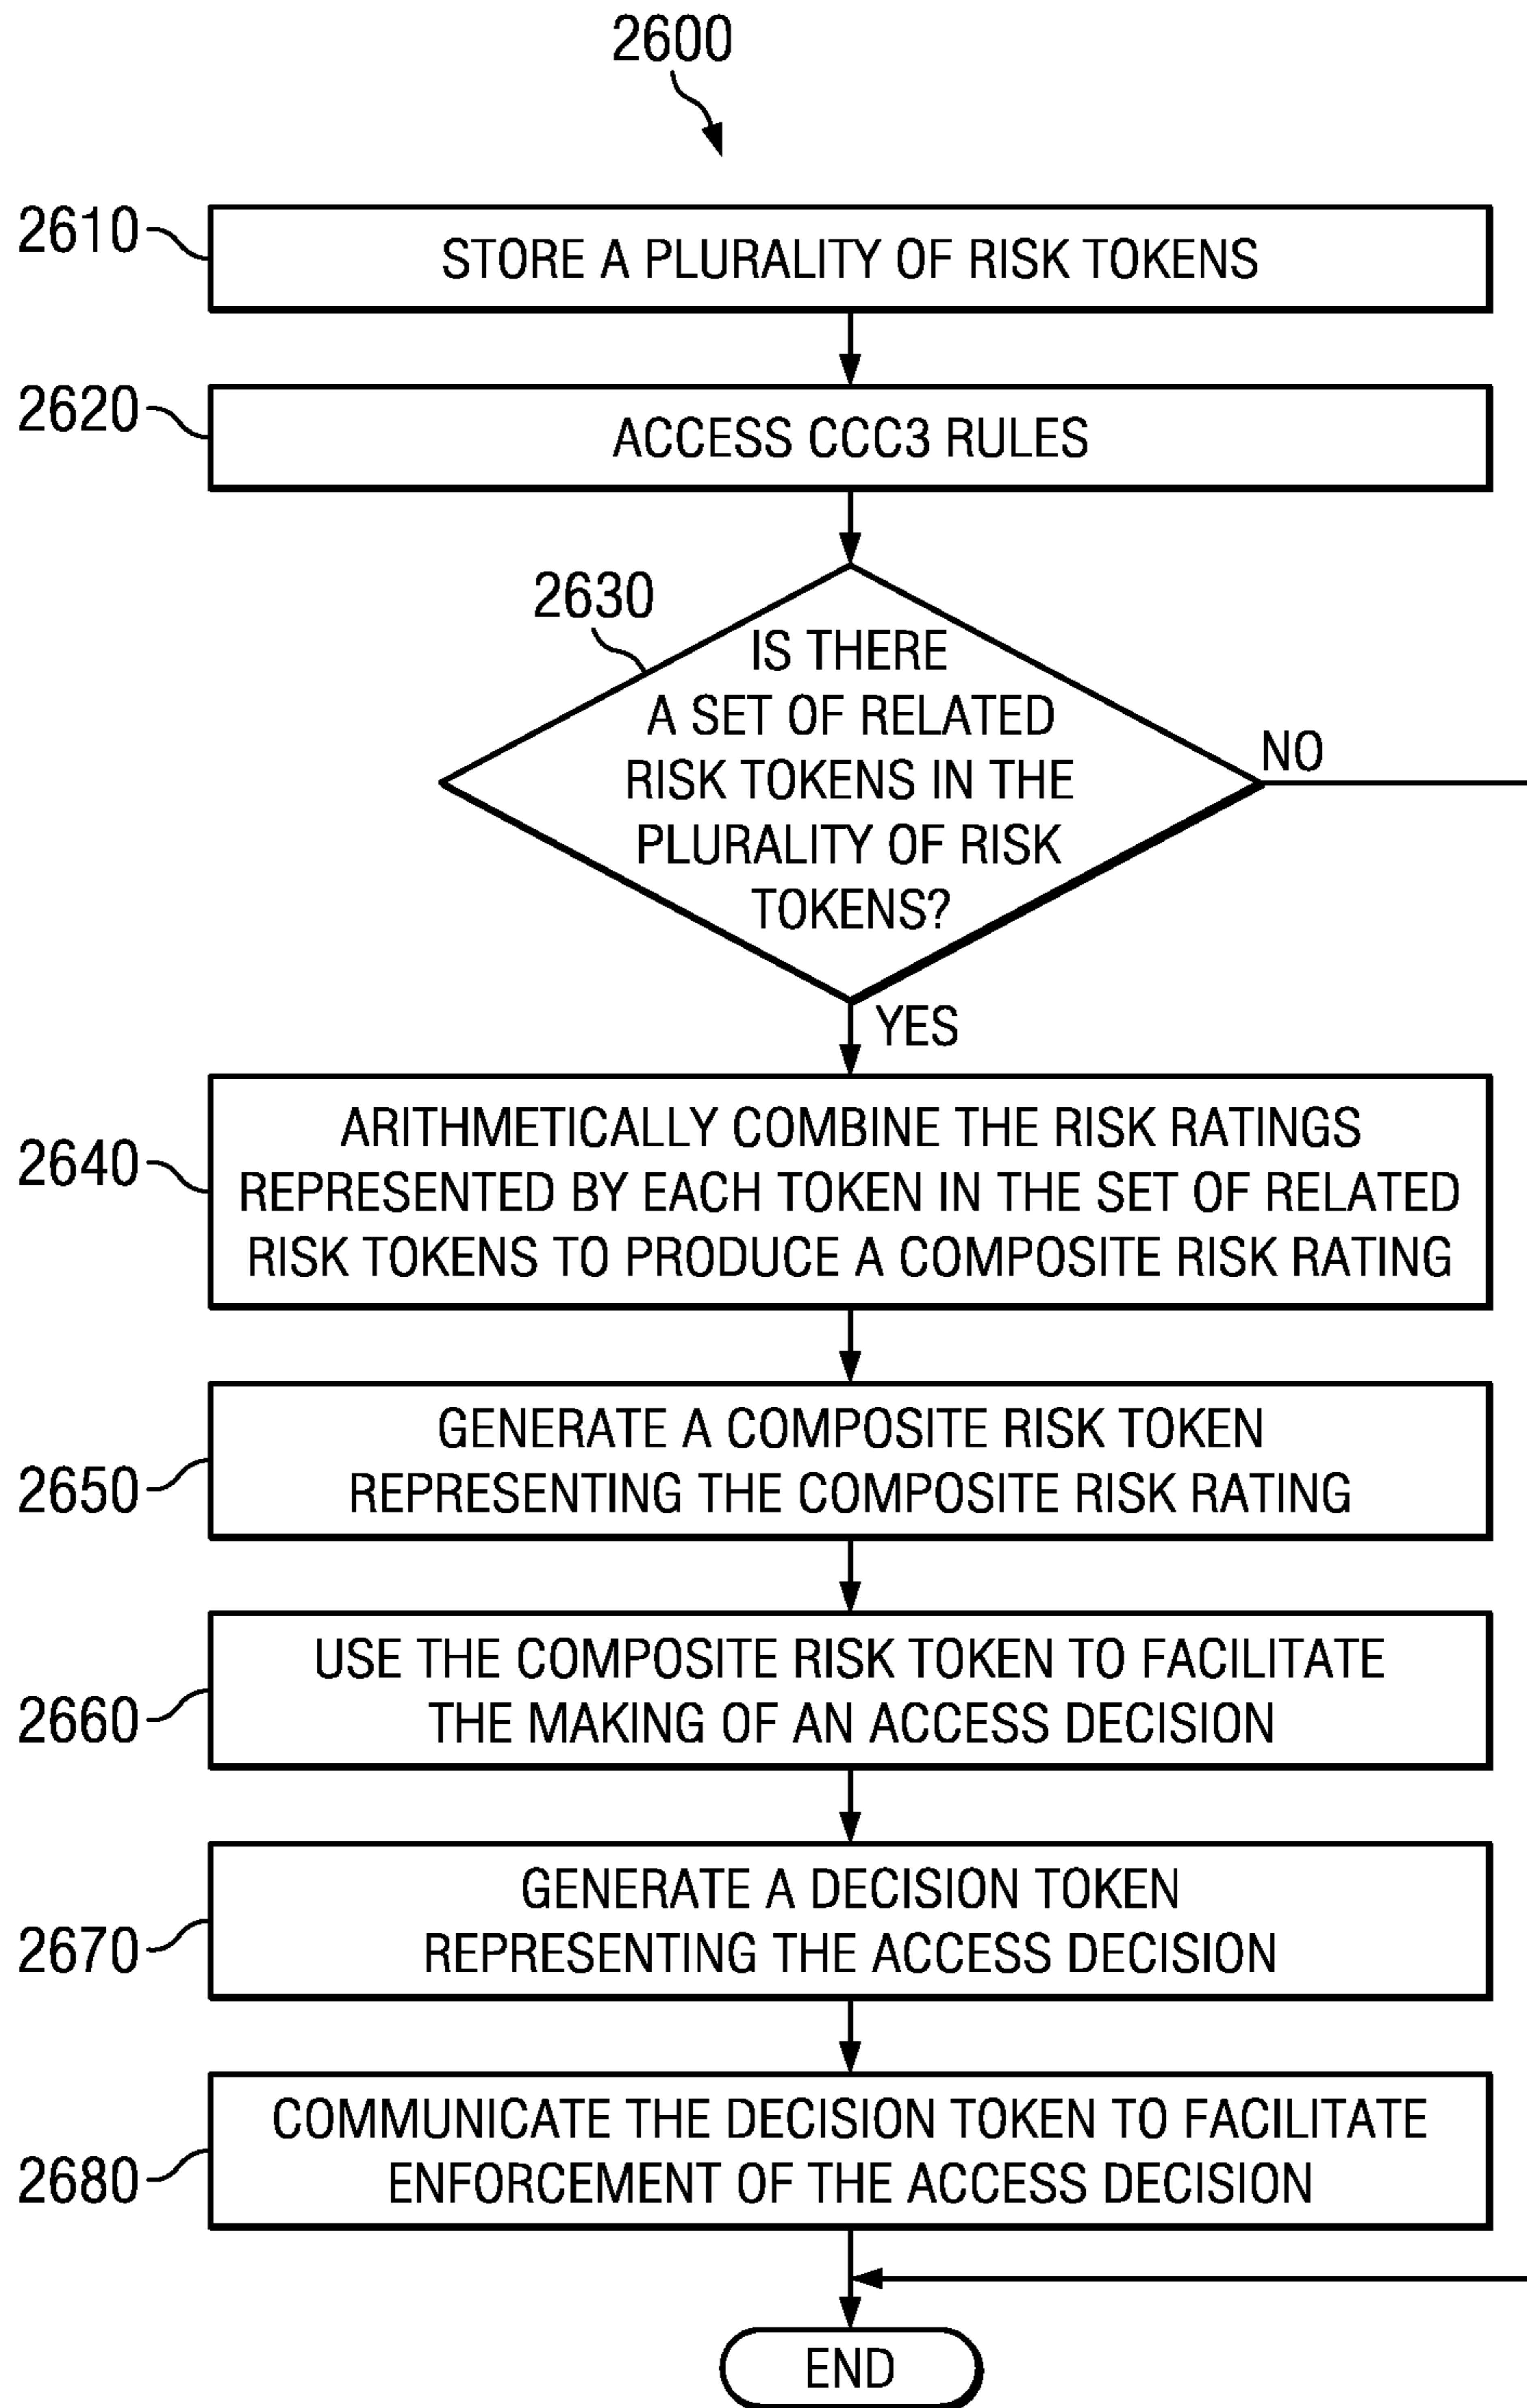 2600
2610
STORE A PLURALITY OF RISK TOKENS
2620
ACCESS CCC3 RULES
2630
IS THERE
A SET OF RELATED
RISK TOKENS IN THE
PLURALITY OF RISK
TOKENS?
NO
YES
2640
ARITHMETICALLY COMBINE THE RISK RATINGS
REPRESENTED BY EACH TOKEN IN THE SET OF RELATED
RISK TOKENS TO PRODUCE A COMPOSITE RISK RATING
2650
GENERATE A COMPOSITE RISK TOKEN
REPRESENTING THE COMPOSITE RISK RATING
2660
USE THE COMPOSITE RISK TOKEN TO FACILITATE
THE MAKING OF AN ACCESS DECISION
2670
GENERATE A DECISION TOKEN
REPRESENTING THE ACCESS DECISION
2680
COMMUNICATE THE DECISION TOKEN TO FACILITATE
ENFORCEMENT OF THE ACCESS DECISION
END